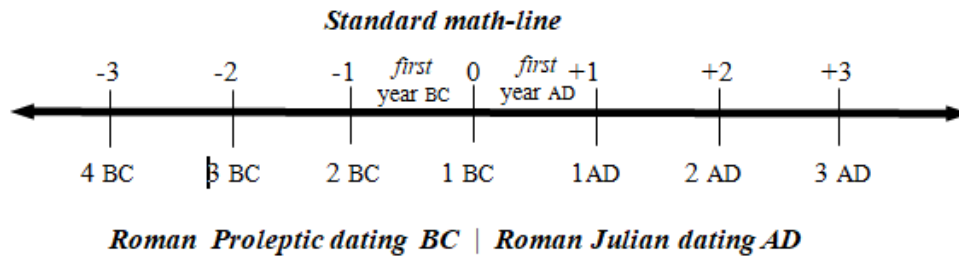 Standard math-line
-3 -2 -1 first 0 first +1 +2 +3
year BC year AD
4 BC 3 BC 2 BC 1 BC 1AD 2 AD 3 AD
Roman Proleptic dating BC | Roman Julian dating AD